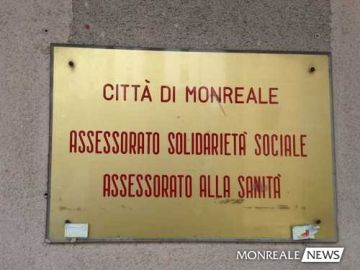 CITTÀ DI MONREALE
ASSESSORATO SOLIDARIETÀ SOCIALE
ASSESSORATO ALLA SANITÀ
MONREALE NEWS